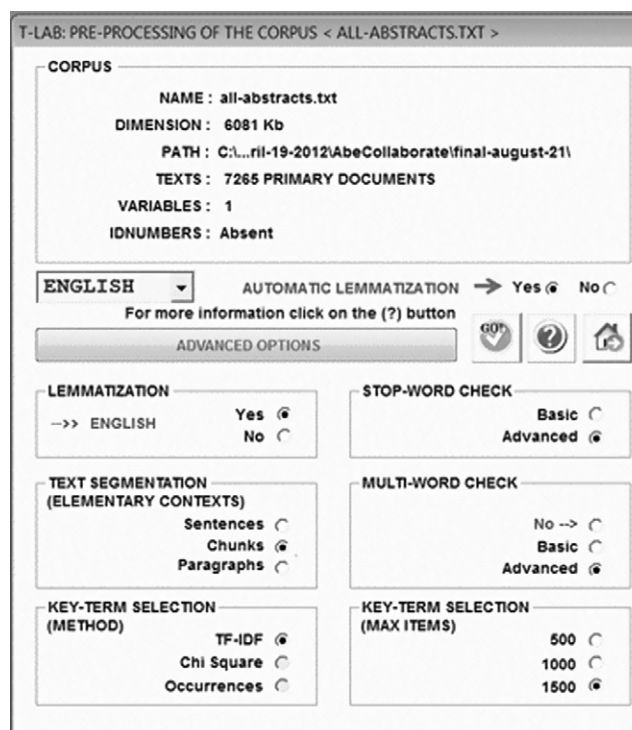 T-LAB: PRE-PROCESSING OF THE CORPUS < ALL-ABSTRACTS.TXT >
CORPUS
NAME : all-abstracts.txt
DIMENSION : 6081 Kb
PATH : C:\...ril-19-2012\AbeCollaborate\final-august-21\
TEXTS : 7265 PRIMARY DOCUMENTS
VARIABLES : 1
IDNUMBERS : Absent
ENGLISH AUTOMATIC LEMMATIZATION Yes No
For more information click on the (?) button
ADVANCED OPTIONS
GO!
LEMMATIZATION
-->> ENGLISH
Yes
No
STOP-WORD CHECK
Basic
Advanced
TEXT SEGMENTATION
(ELEMENTARY CONTEXTS)
Sentences
Chunks
Paragraphs
MULTI-WORD CHECK
No -->
Basic
Advanced
KEY-TERM SELECTION
(METHOD)
TF-IDF
Chi Square
Occurrences
KEY-TERM SELECTION
(MAX ITEMS)
500
1000
1500